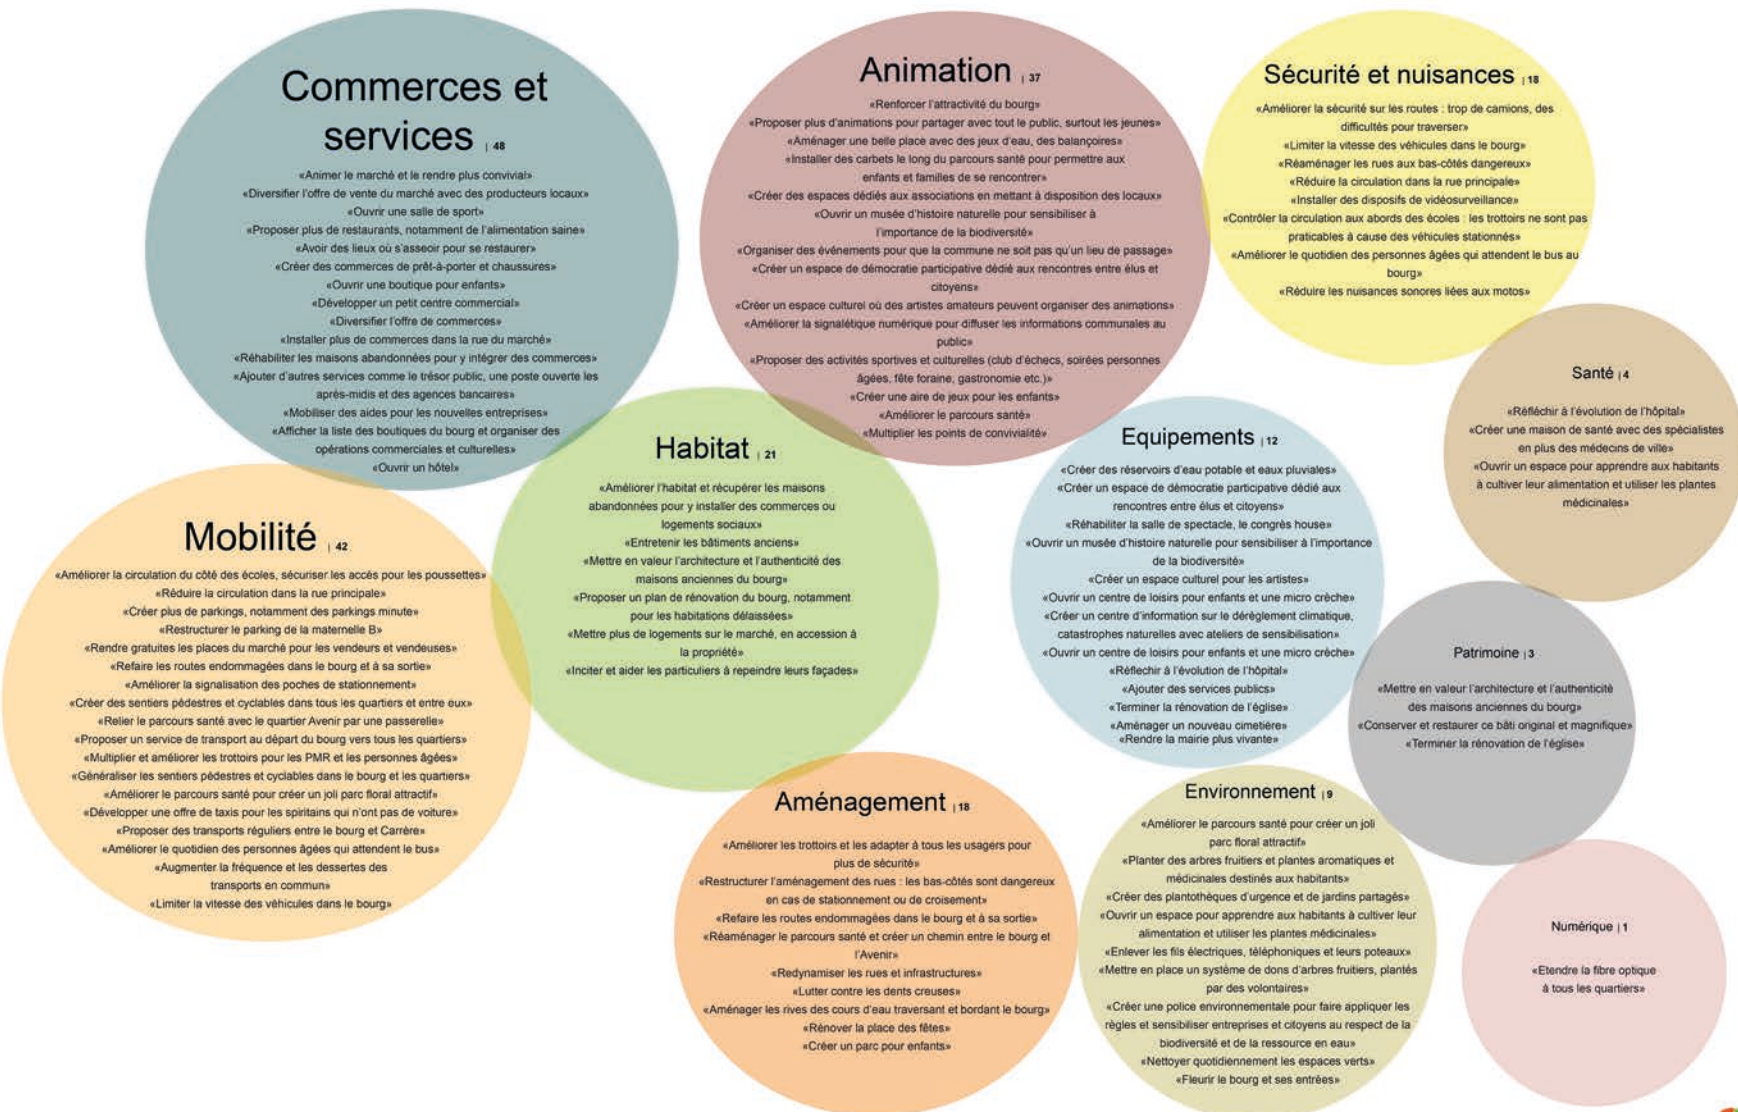 Commerces et
services | 48
«Animer le marché et le rendre plus convivial»
«Diversifier l'offre de vente du marché avec des producteurs locaux»
«Ouvrir une salle de sport»
«Proposer plus de restaurants, notamment de l'alimentation saine»
«Avoir des lieux où s'asseoir pour se restaurer»
«Créer des commerces de prêt-à-porter et chaussures»
«Ouvrir une boutique pour enfants»
«Développer un petit centre commercial»
«Diversifier l'offre de commerces»
«Installer plus de commerces dans la rue du marché»
«Réhabiliter les maisons abandonnées pour y intégrer des commerces»
«Ajouter d'autres services comme le trésor public, une poste ouverte les
après-midis et des agences bancaires»
«Mobiliser des aides pour les nouvelles entreprises»
«Afficher la liste des boutiques du bourg et organiser des
opérations commerciales et culturelles»
«Ouvrir un hôtel»
Animation | 37
«Renforcer l'attractivité du bourg»
«Proposer plus d'animations pour partager avec tout le public, surtout les jeunes»
«Aménager une belle place avec des jeux d'eau, des balançoires»
«Installer des carbets le long du parcours santé pour permettre aux
enfants et familles de se rencontrer»
«Créer des espaces dédiés aux associations en mettant à disposition des locaux»
«Ouvrir un musée d'histoire naturelle pour sensibiliser à
l'importance de la biodiversité»
«Organiser des événements pour que la commune ne soit pas qu'un lieu de passage»
«Créer un espace de démocratie participative dédié aux rencontres entre élus et
citoyens»
«Créer un espace culturel où des artistes amateurs peuvent organiser des animations»
«Améliorer la signalétique numérique pour diffuser les informations communales au
public»
«Proposer des activités sportives et culturelles (club d'échecs, soirées personnes
âgées, fête foraine, gastronomie etc.)»
«Créer une aire de jeux pour les enfants»
«Améliorer le parcours santé»
«Multiplier les points de convivialité»
Sécurité et nuisances | 18
«Améliorer la sécurité sur les routes : trop de camions, des
difficultés pour traverser»
«Limiter la vitesse des véhicules dans le bourg»
«Réaménager les rues aux bas-côtés dangereux»
«Réduire la circulation dans la rue principale»
«Installer des disposifs de vidéosurveillance»
«Contrôler la circulation aux abords des écoles : les trottoirs ne sont pas
praticables à cause des véhicules stationnés»
«Améliorer le quotidien des personnes âgées qui attendent le bus au
bourg»
«Réduire les nuisances sonores liées aux motos»
Santé | 4
«Réfléchir à l'évolution de l'hôpital»
«Créer une maison de santé avec des spécialistes
en plus des médecins de ville»
«Ouvrir un espace pour apprendre aux habitants
à cultiver leur alimentation et utiliser les plantes
médicinales»
Habitat | 21
«Améliorer l'habitat et récupérer les maisons
abandonnées pour y installer des commerces ou
logements sociaux»
«Entretenir les bâtiments anciens»
«Mettre en valeur l'architecture et l'authenticité des
maisons anciennes du bourg»
«Proposer un plan de rénovation du bourg, notamment
pour les habitations délaissées»
«Mettre plus de logements sur le marché, en accession à
la propriété»
«Inciter et aider les particuliers à repeindre leurs façades»
Equipements | 12
«Créer des réservoirs d'eau potable et eaux pluviales»
«Créer un espace de démocratie participative dédié aux
rencontres entre élus et citoyens»
«Réhabiliter la salle de spectacle, le congrès house»
«Ouvrir un musée d'histoire naturelle pour sensibiliser à l'importance
de la biodiversité»
«Créer un espace culturel pour les artistes»
«Ouvrir un centre de loisirs pour enfants et une micro crèche»
«Créer un centre d'information sur le dérèglement climatique,
catastrophes naturelles avec ateliers de sensibilisation»
«Ouvrir un centre de loisirs pour enfants et une micro crèche»
«Réflechir à l'évolution de l'hôpital»
«Ajouter des services publics»
«Terminer la rénovation de l'église»
«Aménager un nouveau cimetière»
«Rendre la mairie plus vivante»
Mobilité | 42
«Améliorer la circulation du côté des écoles, sécuriser les accès pour les poussettes»
«Réduire la circulation dans la rue principale»
«Créer plus de parkings, notamment des parkings minute»
«Restructurer le parking de la maternelle B»
«Rendre gratuites les places du marché pour les vendeurs et vendeuses»
«Refaire les routes endommagées dans le bourg et à sa sortie»
«Améliorer la signalisation des poches de stationnement»
«Créer des sentiers pédestres et cyclables dans tous les quartiers et entre eux»
«Relier le parcours santé avec le quartier Avenir par une passerelle»
«Proposer un service de transport au départ du bourg vers tous les quartiers»
«Multiplier et améliorer les trottoirs pour les PMR et les personnes âgées»
«Généraliser les sentiers pédestres et cyclables dans le bourg et les quartiers»
«Améliorer le parcours santé pour créer un joli parc floral attractif»
«Développer une offre de taxis pour les spiritains qui n'ont pas de voiture»
«Proposer des transports réguliers entre le bourg et Carrère»
«Améliorer le quotidien des personnes âgées qui attendent le bus»
«Augmenter la fréquence et les dessertes des
transports en commun»
«Limiter la vitesse des véhicules dans le bourg»
Patrimoine | 3
«Mettre en valeur l'architecture et l'authenticité
des maisons anciennes du bourg»
«Conserver et restaurer ce bâti original et magnifique»
«Terminer la rénovation de l'église»
Aménagement | 18
«Améliorer les trottoirs et les adapter à tous les usagers pour
plus de sécurité»
«Restructurer l'aménagement des rues : les bas-côtés sont dangereux
en cas de stationnement ou de croisement»
«Refaire les routes endommagées dans le bourg et à sa sortie»
«Réaménager le parcours santé et créer un chemin entre le bourg et
l'Avenir»
«Redynamiser les rues et infrastructures»
«Lutter contre les dents creuses»
«Aménager les rives des cours d'eau traversant et bordant le bourg»
«Rénover la place des fêtes»
«Créer un parc pour enfants»
Environnement | 9
«Améliorer le parcours santé pour créer un joli
parc floral attractif»
«Planter des arbres fruitiers et plantes aromatiques et
médicinales destinés aux habitants»
«Créer des plantothèques d'urgence et de jardins partagés»
«Ouvrir un espace pour apprendre aux habitants à cultiver leur
alimentation et utiliser les plantes médicinales»
«Enlever les fils électriques, téléphoniques et leurs poteaux»
«Mettre en place un système de dons d'arbres fruitiers, plantés
par des volontaires»
«Créer une police environnementale pour faire appliquer les
règles et sensibiliser entreprises et citoyens au respect de la
biodiversité et de la ressource en eau»
«Nettoyer quotidiennement les espaces verts»
«Fleurir le bourg et ses entrées»
Numérique | 1
«Etendre la fibre optique
à tous les quartiers»